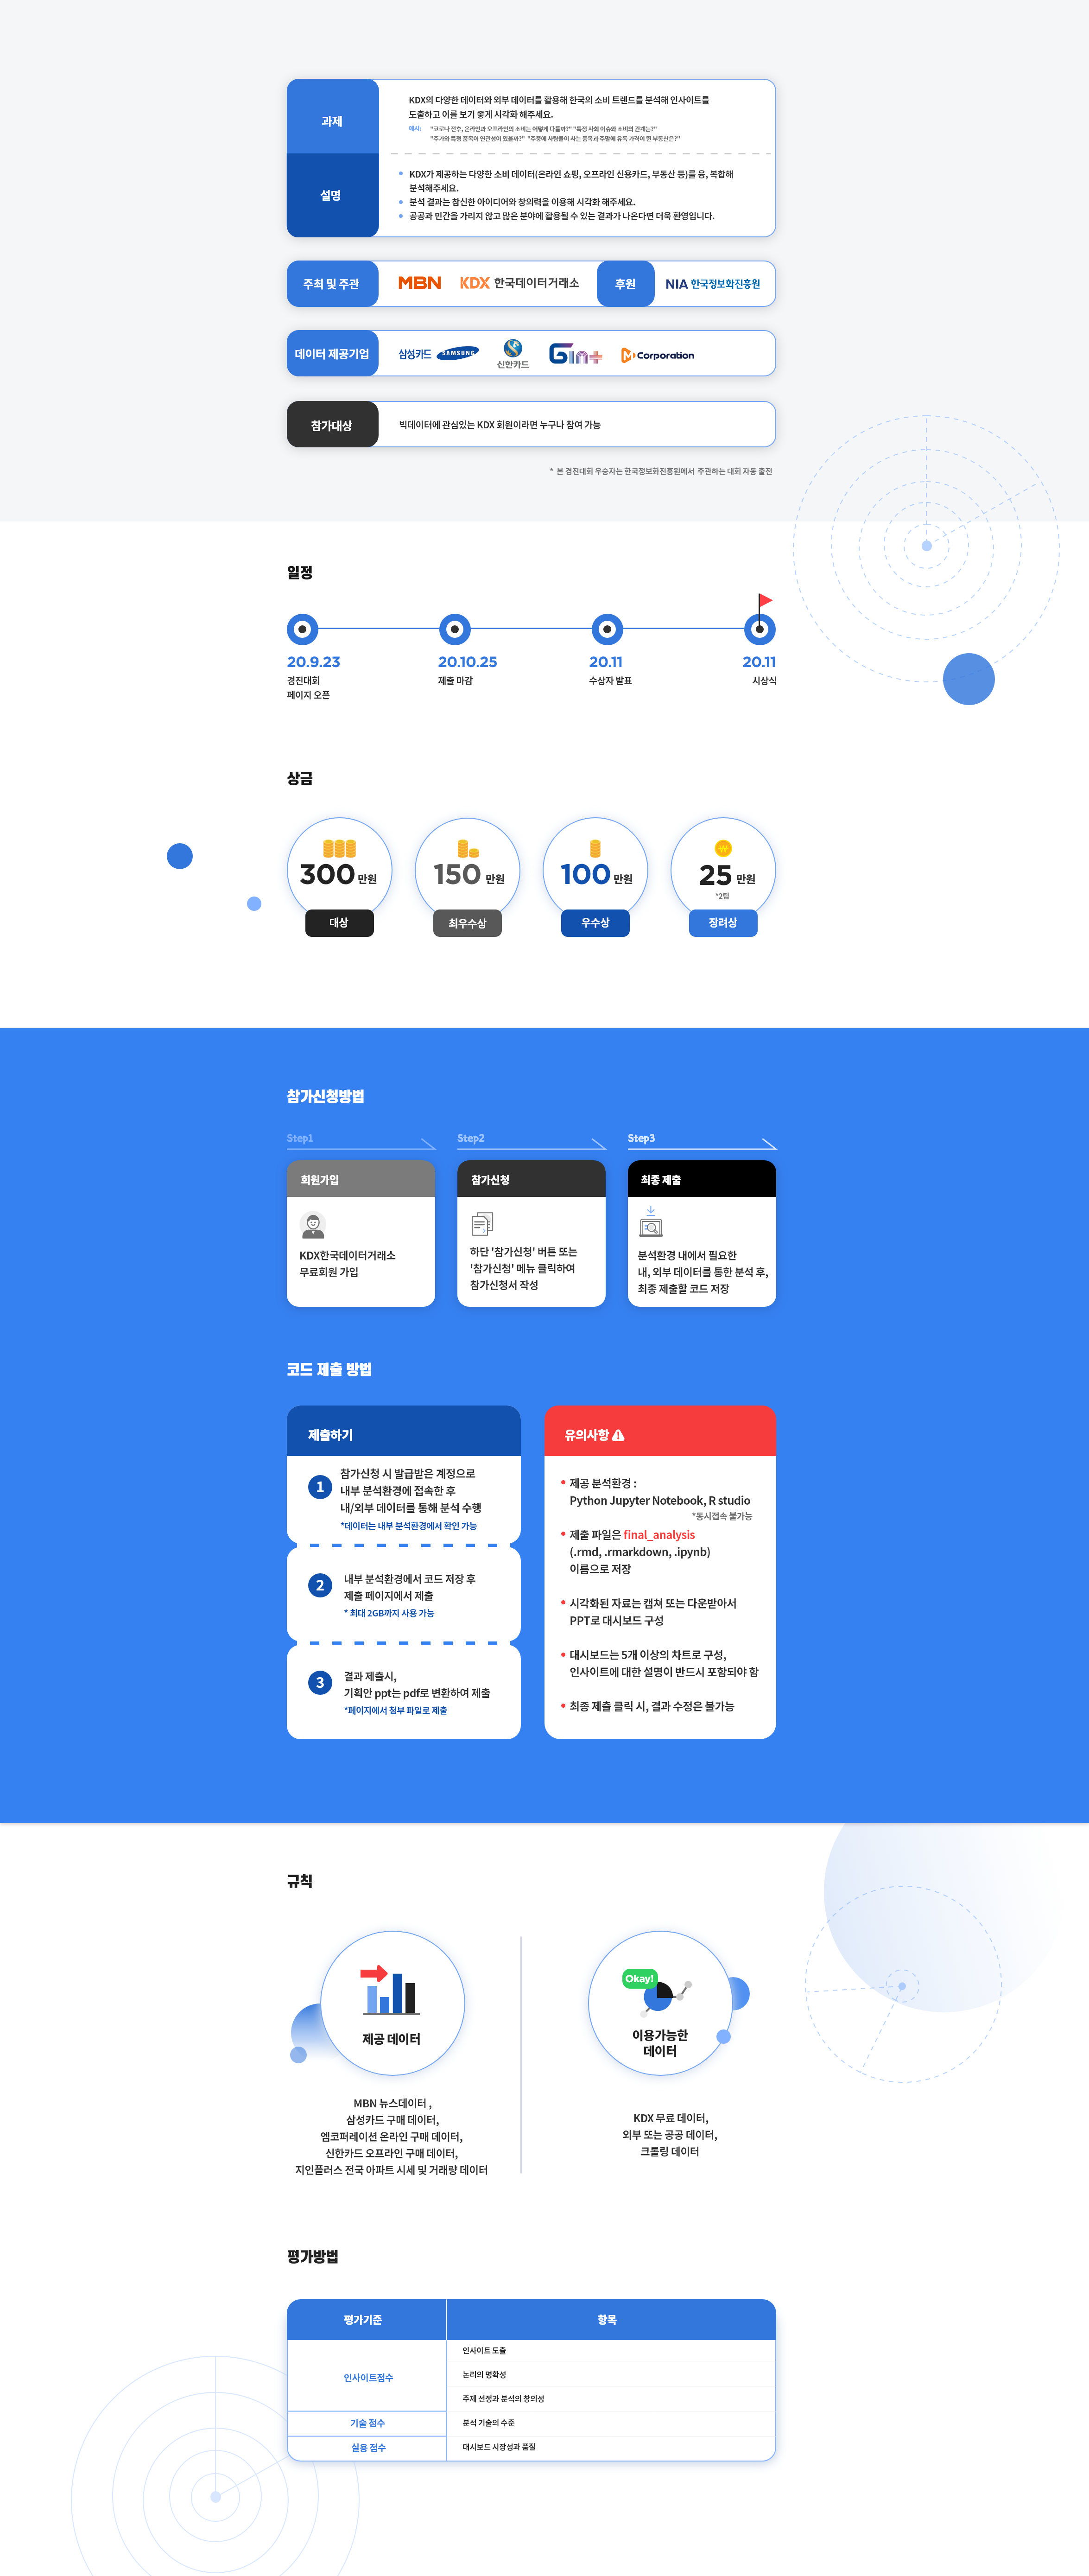 과제
KDX의 다양한 데이터와 외부 데이터를 활용해 한국의 소비 트렌드를 분석해 인사이트를
도출하고 이를 보기 좋게 시각화 해주세요.
예시: "코로나 전후, 온라인과 오프라인의 소비는 어떻게 다를까?" "특정 사회 이슈와 소비의 관계는?"
"주가와 특정 품목이 연관성이 있을까?" "주중에 사람들이 사는 품목과 주말에 유독 가격이 뛴 부동산은?"
설명
KDX가 제공하는 다양한 소비 데이터(온라인 쇼핑, 오프라인 신용카드, 부동산 등)를 융, 복합해
분석해주세요.
분석 결과는 참신한 아이디어와 창의력을 이용해 시각화 해주세요.
공공과 민간을 가리지 않고 많은 분야에 활용될 수 있는 결과가 나온다면 더욱 환영입니다.
주최 및 주관
MBN
KDX 한국데이터거래소
후원
NIA 한국정보화진흥원
데이터 제공기업
삼성카드 SAMSUNG
신한카드
Gin+
Corporation
참가대상
빅데이터에 관심있는 KDX 회원이라면 누구나 참여 가능
* 본 경진대회 우승자는 한국정보화진흥원에서 주관하는 대회 자동 출전
일정
20.9.23
경진대회
페이지 오픈
20.10.25
제출 마감
20.11
수상자 발표
20.11
시상식
상금
300 만원
대상
150 만원
최우수상
100 만원
우수상
25 만원
*2팀
장려상
참가신청방법
Step1
회원가입
KDX한국데이터거래소
무료회원 가입
Step2
참가신청
하단 '참가신청' 버튼 또는
'참가신청' 메뉴 클릭하여
참가신청서 작성
Step3
최종 제출
분석환경 내에서 필요한
내, 외부 데이터를 통한 분석 후,
최종 제출할 코드 저장
코드 제출 방법
제출하기
1
참가신청 시 발급받은 계정으로
내부 분석환경에 접속한 후
내/외부 데이터를 통해 분석 수행
*데이터는 내부 분석환경에서 확인 가능
2
내부 분석환경에서 코드 저장 후
제출 페이지에서 제출
* 최대 2GB까지 사용 가능
3
결과 제출시,
기획안 ppt는 pdf로 변환하여 제출
*페이지에서 첨부 파일로 제출
유의사항
제공 분석환경 :
Python Jupyter Notebook, R studio
*동시접속 불가능
제출 파일은 final_analysis
(.rmd, .rmarkdown, .ipynb)
이름으로 저장
시각화된 자료는 캡쳐 또는 다운받아서
PPT로 대시보드 구성
대시보드는 5개 이상의 차트로 구성,
인사이트에 대한 설명이 반드시 포함되야 함
최종 제출 클릭 시, 결과 수정은 불가능
규칙
제공 데이터
MBN 뉴스데이터 ,
삼성카드 구매 데이터,
엠코퍼레이션 온라인 구매 데이터,
신한카드 오프라인 구매 데이터,
지인플러스 전국 아파트 시세 및 거래량 데이터
Okay!
이용가능한
데이터
KDX 무료 데이터,
외부 또는 공공 데이터,
크롤링 데이터
평가방법
평가기준
항목
인사이트점수
인사이트 도출
논리의 명확성
주제 선정과 분석의 창의성
기술 점수
분석 기술의 수준
실용 점수
대시보드 시장성과 품질